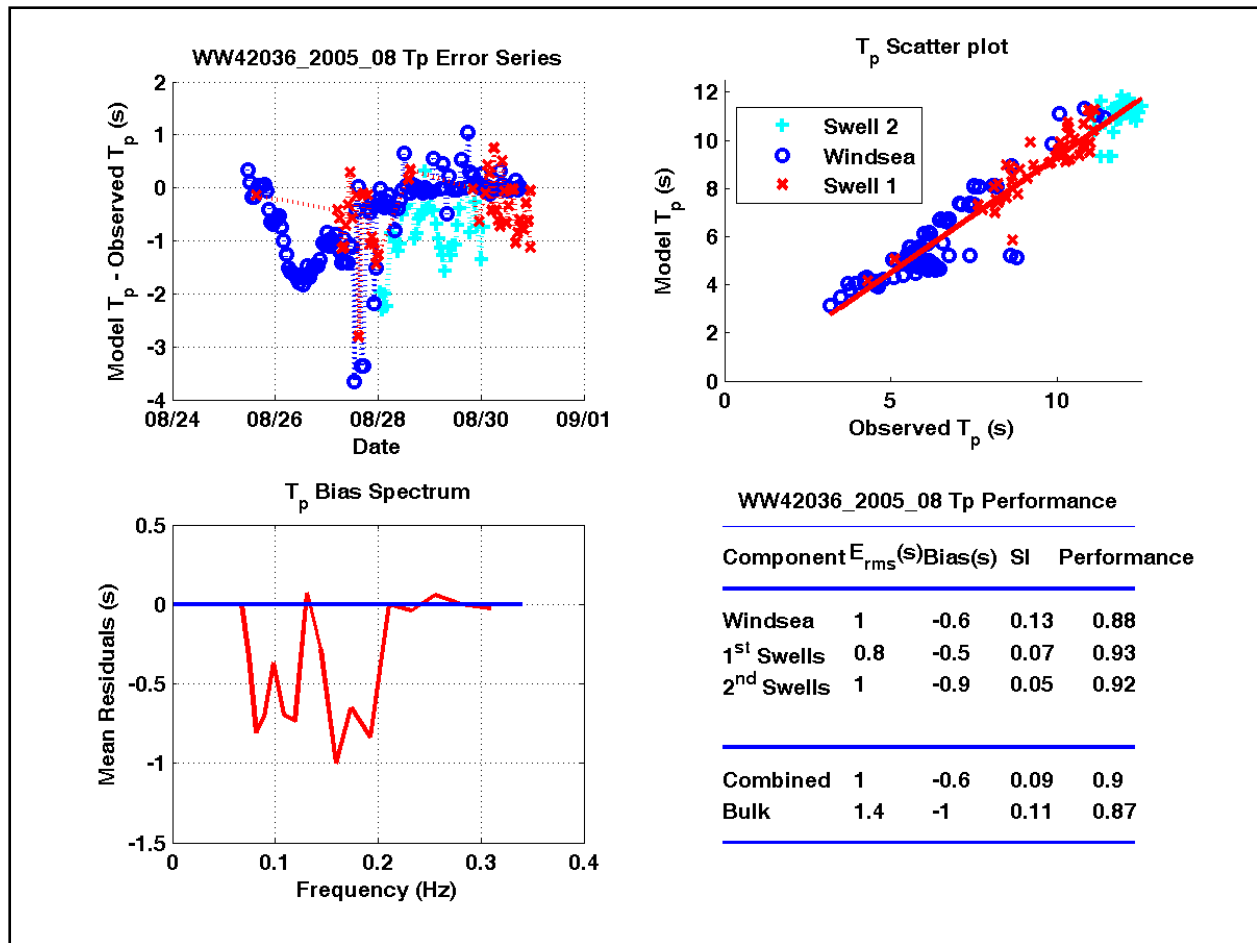 WW42036_2005_08 Tp Error Series
2
1
0
-1
-2
-3
-4
Model Tp - Observed Tp (s)
08/24 08/26 08/28 08/30 09/01
Date
Tp Scatter plot
12
10
8
6
4
2
0
Model Tp (s)
Swell 2
Windsea
Swell 1
0 5 10
Observed Tp (s)
Tp Bias Spectrum
0.5
0
-0.5
-1
-1.5
Mean Residuals (s)
0 0.1 0.2 0.3 0.4
Frequency (Hz)
WW42036_2005_08 Tp Performance
Component Erms(s) Bias(s) SI Performance
Windsea 1 -0.6 0.13 0.88
1st Swells 0.8 -0.5 0.07 0.93
2nd Swells 1 -0.9 0.05 0.92
Combined 1 -0.6 0.09 0.9
Bulk 1.4 -1 0.11 0.87